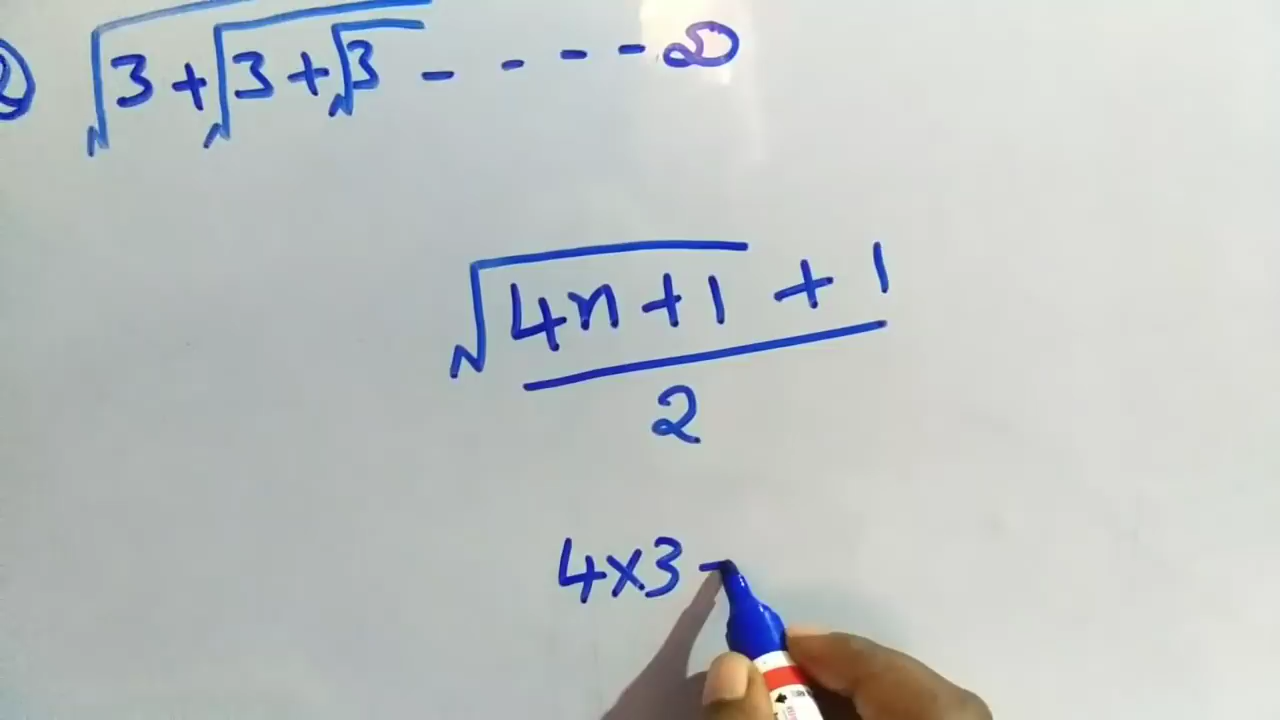 ② √3 + √3 + √3 - - - - ∞
√4n + 1 + 1
2
4 × 3 -